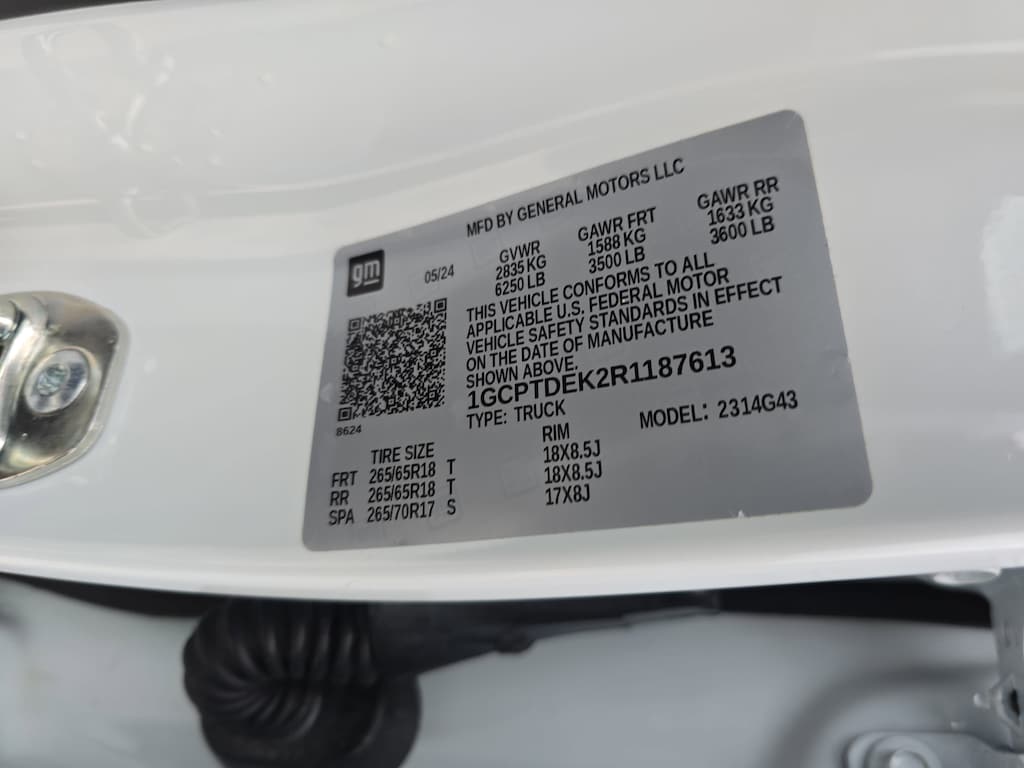 MFD BY GENERAL MOTORS LLC
gm
05/24
GVWR
2835 KG
6250 LB
GAWR FRT
1588 KG
3500 LB
GAWR RR
1633 KG
3600 LB
THIS VEHICLE CONFORMS TO ALL
APPLICABLE U.S. FEDERAL MOTOR
VEHICLE SAFETY STANDARDS IN EFFECT
ON THE DATE OF MANUFACTURE
SHOWN ABOVE.
1GCPTDEK2R1187613
8624
TYPE: TRUCK
MODEL: 2314G43
TIRE SIZE
RIM
FRT 265/65R18 T 18X8.5J
RR 265/65R18 T 18X8.5J
SPA 265/70R17 S 17X8J